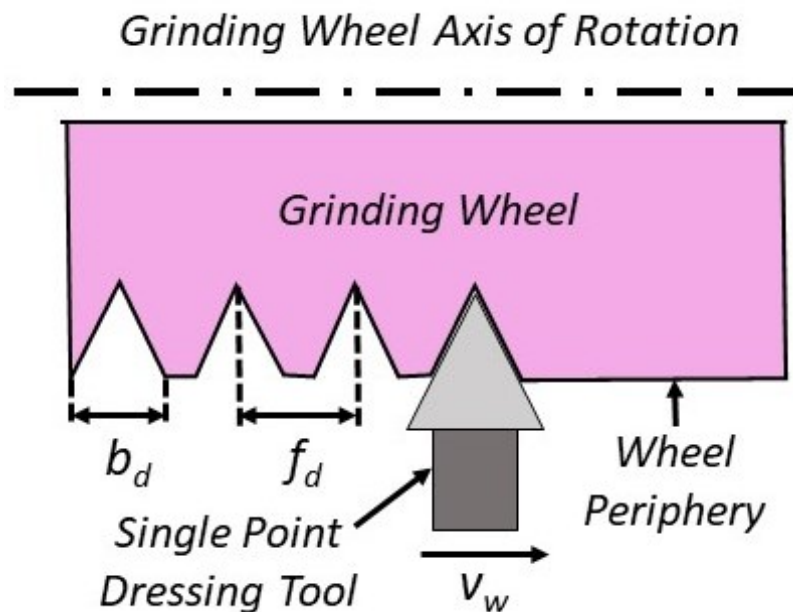 Grinding Wheel Axis of Rotation
Grinding Wheel
b_d
f_d
Wheel
Periphery
Single Point
Dressing Tool
v_w